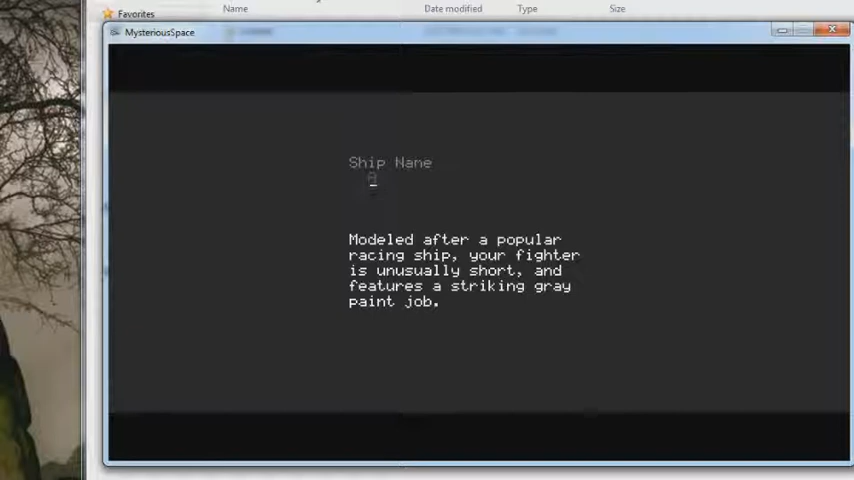 Favorites
Name
Date modified
Type
Size
MysteriousSpace
Ship Name
Modeled after a popular
racing ship, your fighter
is unusually short, and
features a striking gray
paint job.